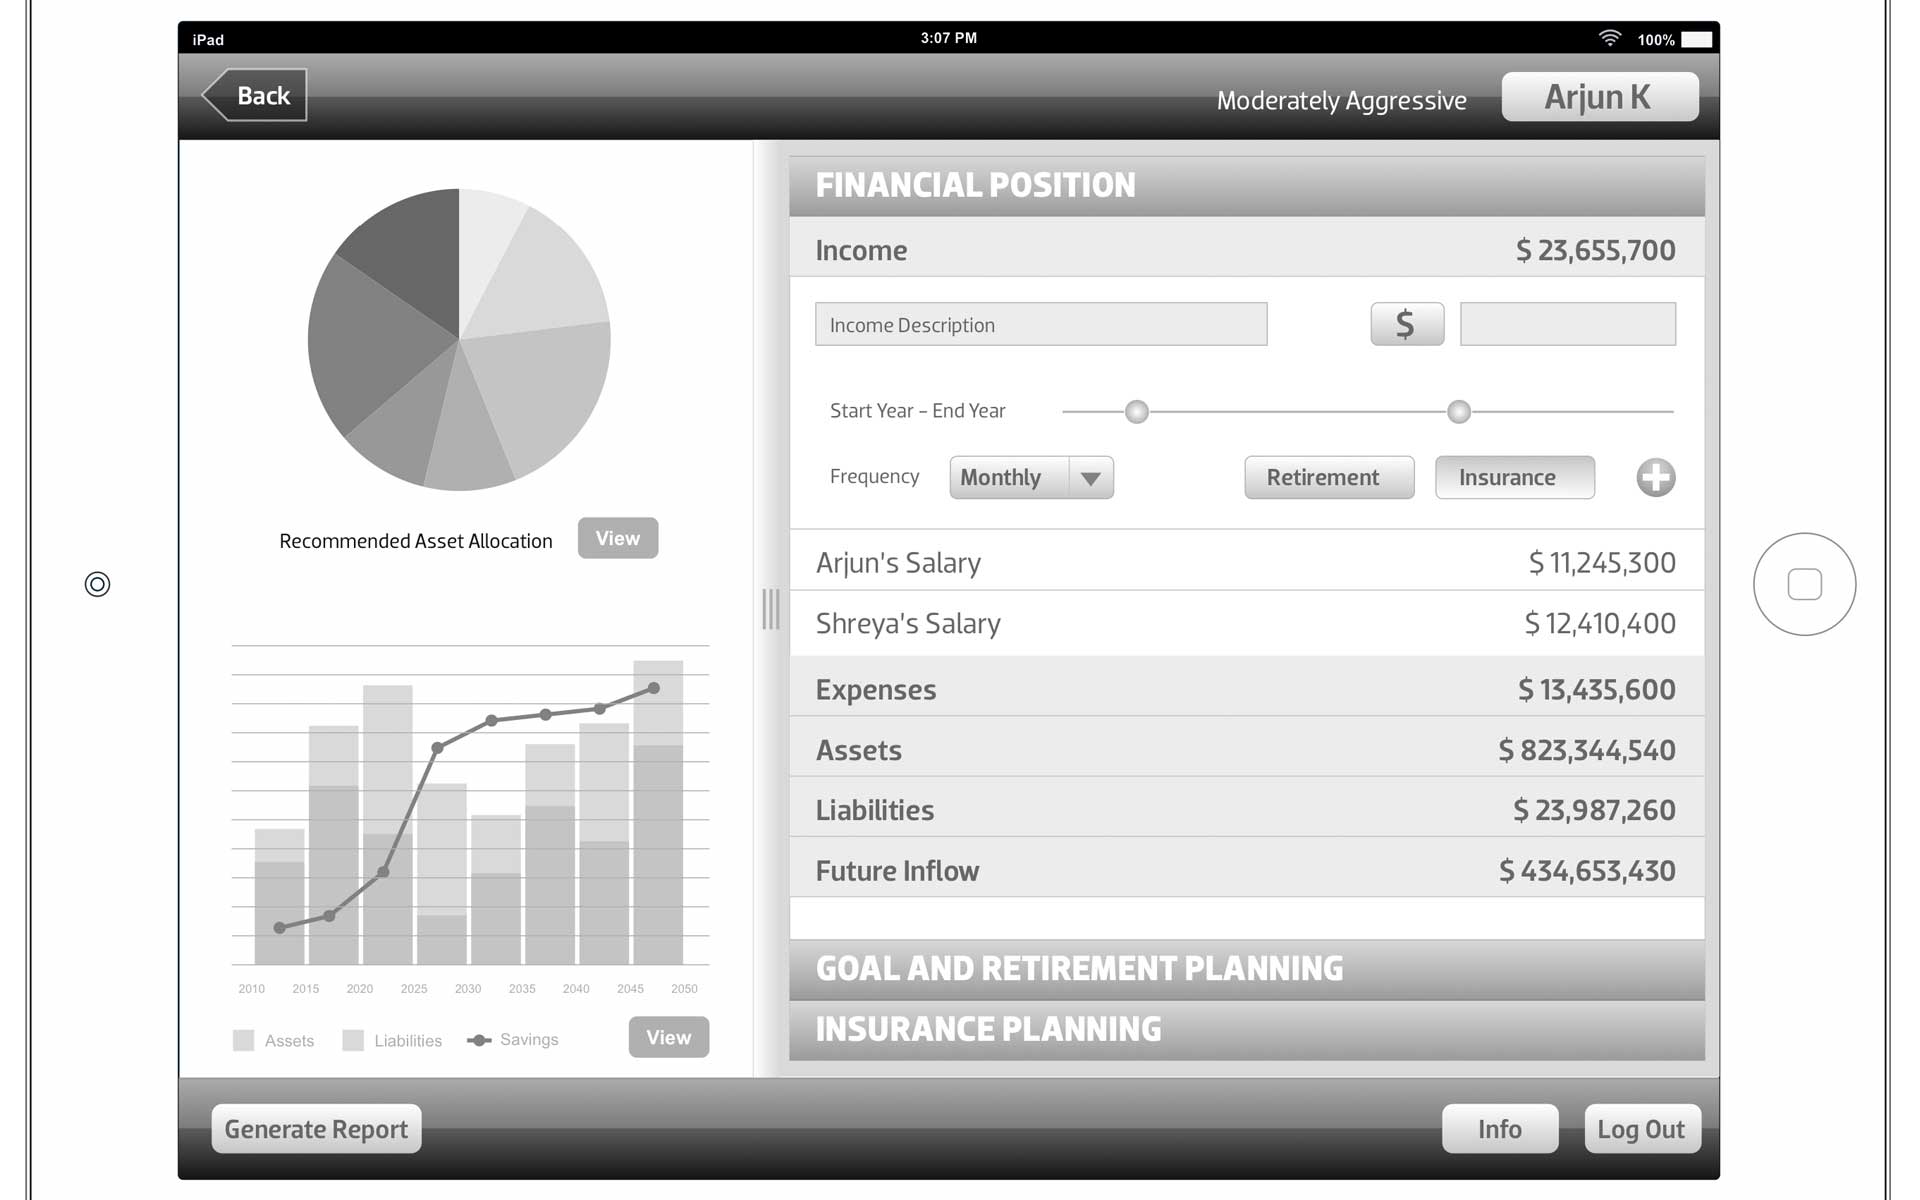 iPad
3:07 PM
100%
Back
Moderately Aggressive
Arjun K
Recommended Asset Allocation
View
2010 2015 2020 2025 2030 2035 2040 2045 2050
Assets Liabilities Savings
View
FINANCIAL POSITION
Income $ 23,655,700
Income Description $
Start Year - End Year
Frequency Monthly Retirement Insurance
Arjun's Salary $ 11,245,300
Shreya's Salary $ 12,410,400
Expenses $ 13,435,600
Assets $ 823,344,540
Liabilities $ 23,987,260
Future Inflow $ 434,653,430
GOAL AND RETIREMENT PLANNING
INSURANCE PLANNING
Generate Report
Info
Log Out